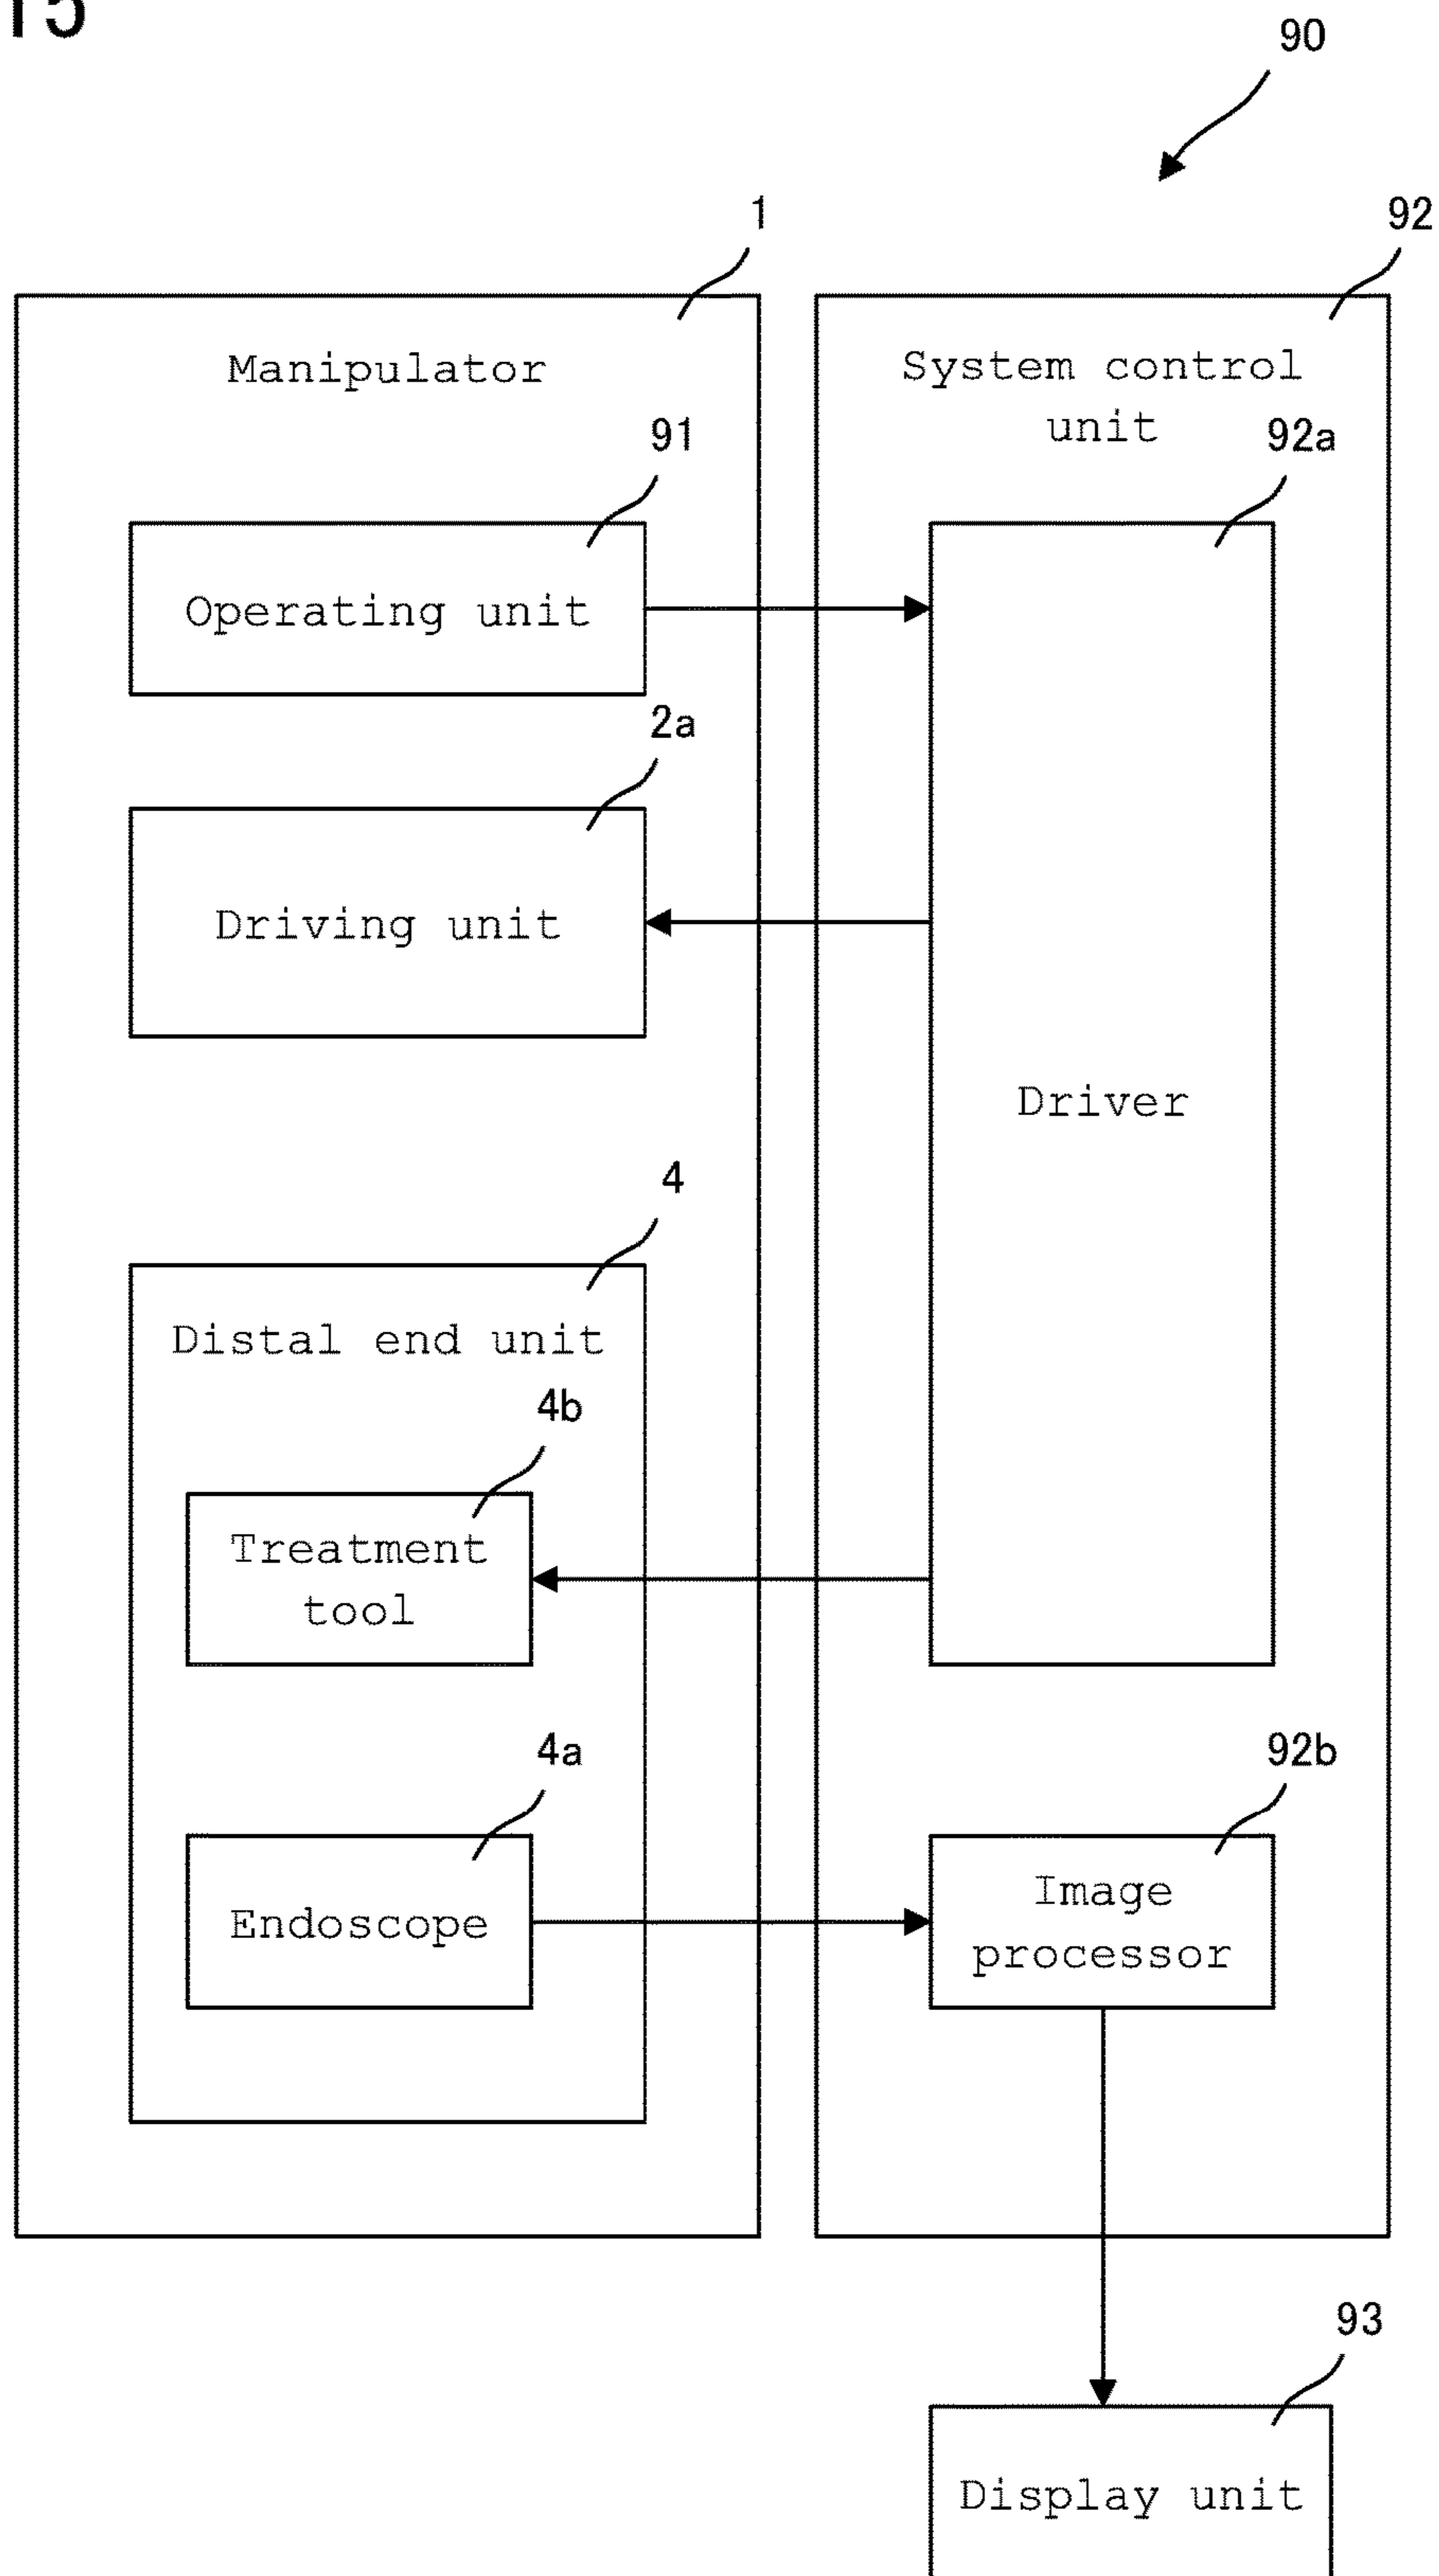 15
90
1
92
Manipulator
System control
unit
91
92a
Operating unit
2a
Driving unit
Driver
4
Distal end unit
4b
Treatment
tool
4a
92b
Endoscope
Image
processor
93
Display unit